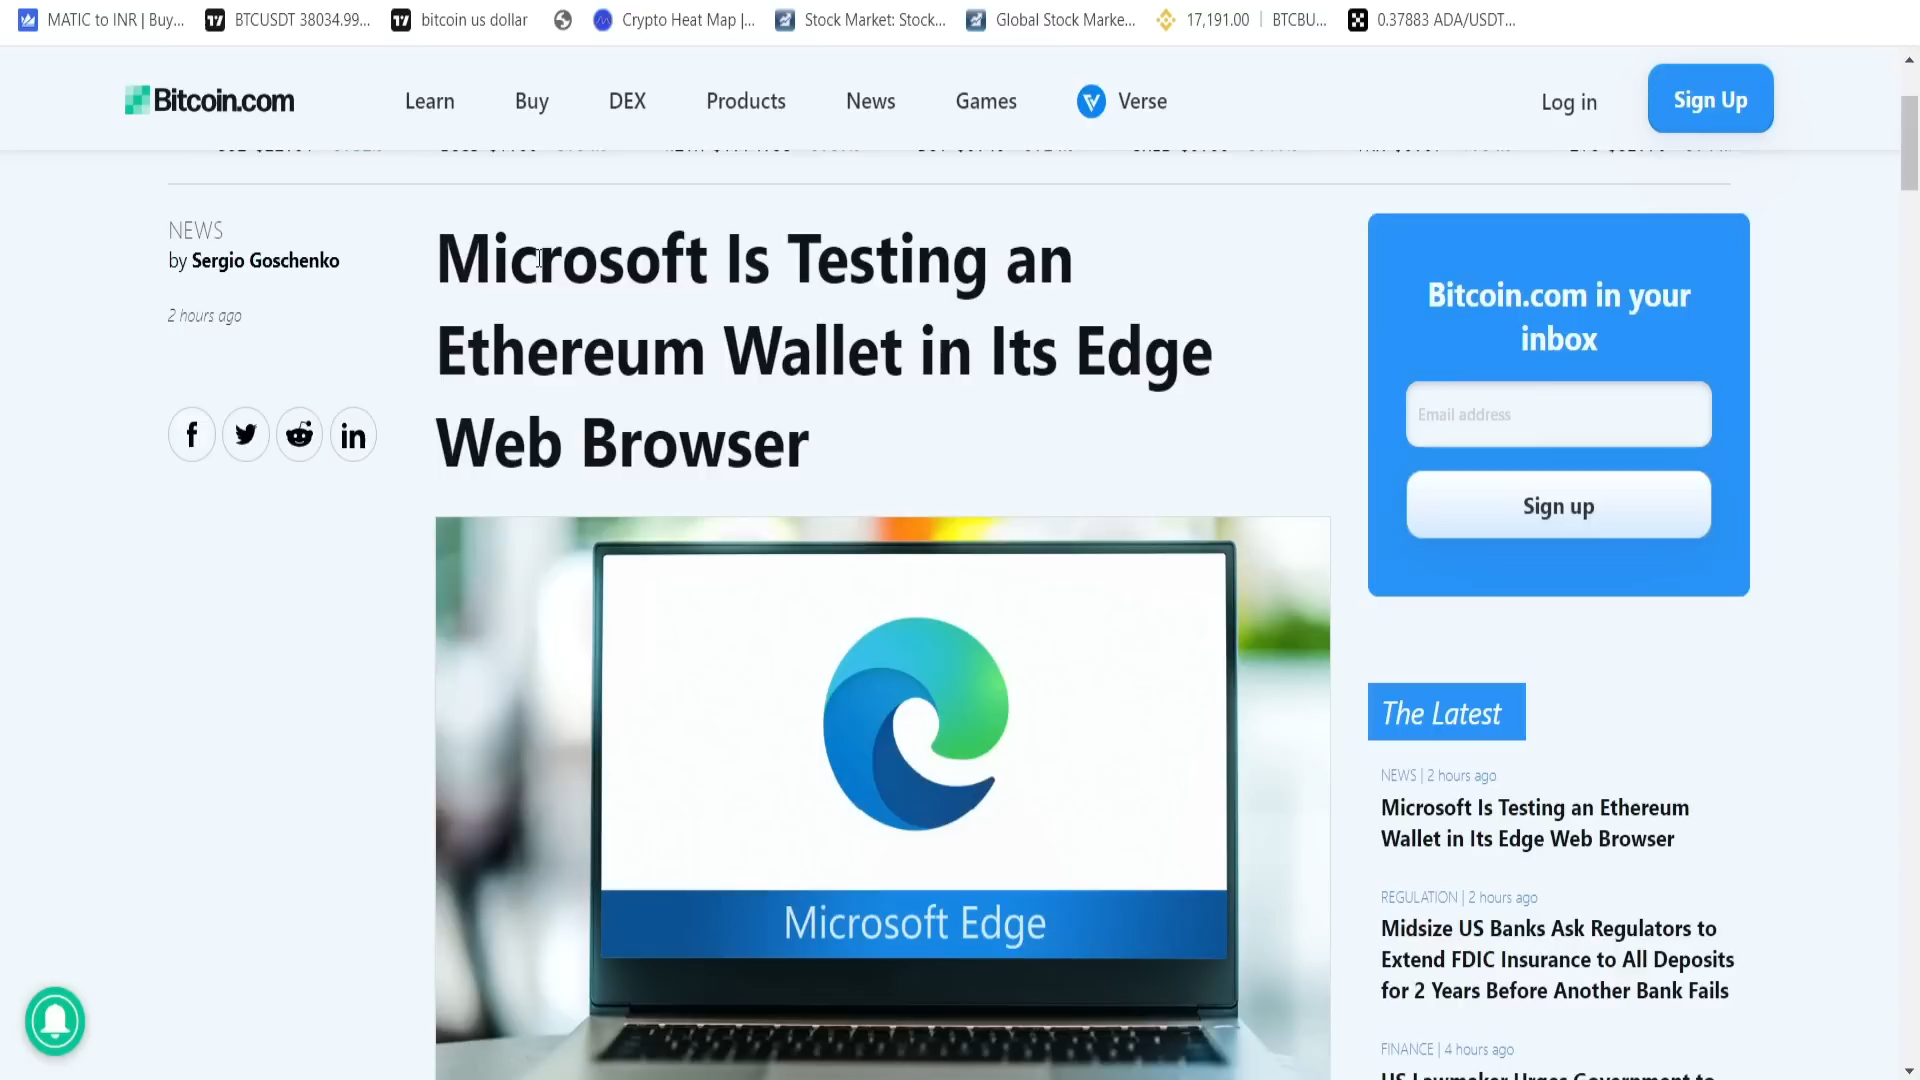 MATIC to INR | Buy...
BTCUSDT 38034.99...
bitcoin us dollar
Crypto Heat Map |...
Stock Market: Stock...
Global Stock Marke...
17,191.00 | BTCBU...
0.37883 ADA/USDT...
Bitcoin.com
Learn
Buy
DEX
Products
News
Games
Verse
Log in
Sign Up
NEWS
by Sergio Goschenko
2 hours ago
Microsoft Is Testing an
Ethereum Wallet in Its Edge
Web Browser
Microsoft Edge
Bitcoin.com in your
inbox
Email address
Sign up
The Latest
NEWS | 2 hours ago
Microsoft Is Testing an Ethereum
Wallet in Its Edge Web Browser
REGULATION | 2 hours ago
Midsize US Banks Ask Regulators to
Extend FDIC Insurance to All Deposits
for 2 Years Before Another Bank Fails
FINANCE | 4 hours ago
US Lawmaker Urges Government to